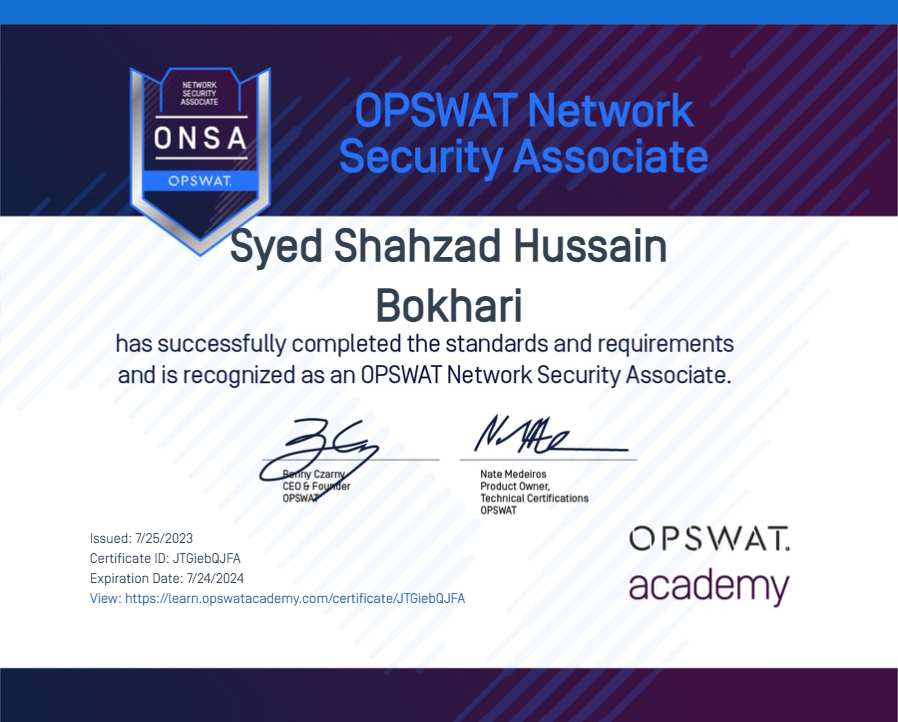 NETWORK
SECURITY
ASSOCIATE
ONSA
OPSWAT.
OPSWAT Network
Security Associate
Syed Shahzad Hussain
Bokhari
has successfully completed the standards and requirements
and is recognized as an OPSWAT Network Security Associate.
Benny Czarny
CEO & Founder
OPSWAT
Nate Medeiros
Product Owner,
Technical Certifications
OPSWAT
Issued: 7/25/2023
Certificate ID: JTGiebQJFA
Expiration Date: 7/24/2024
View: https://learn.opswatacademy.com/certificate/JTGiebQJFA
OPSWAT.
academy